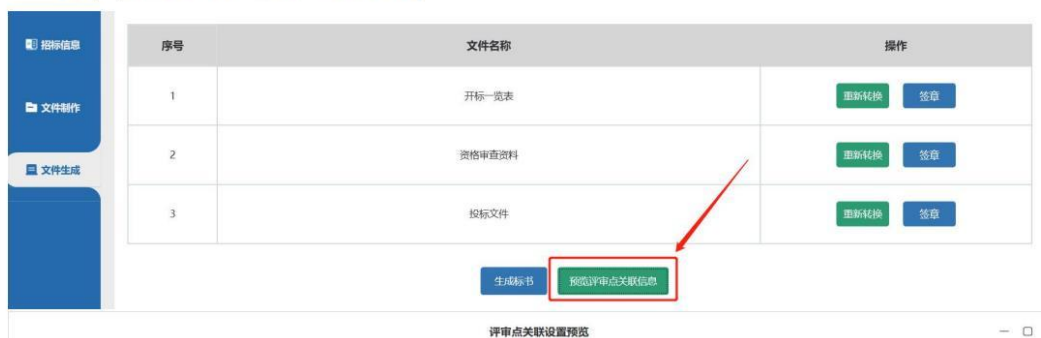 招标信息
序号 文件名称 操作
文件制作
1 开标一览表 重新转换 签章
文件生成
2 资格审查资料 重新转换 签章
3 投标文件 重新转换 签章
生成标书 预览评审点关联信息
评审点关联设置预览